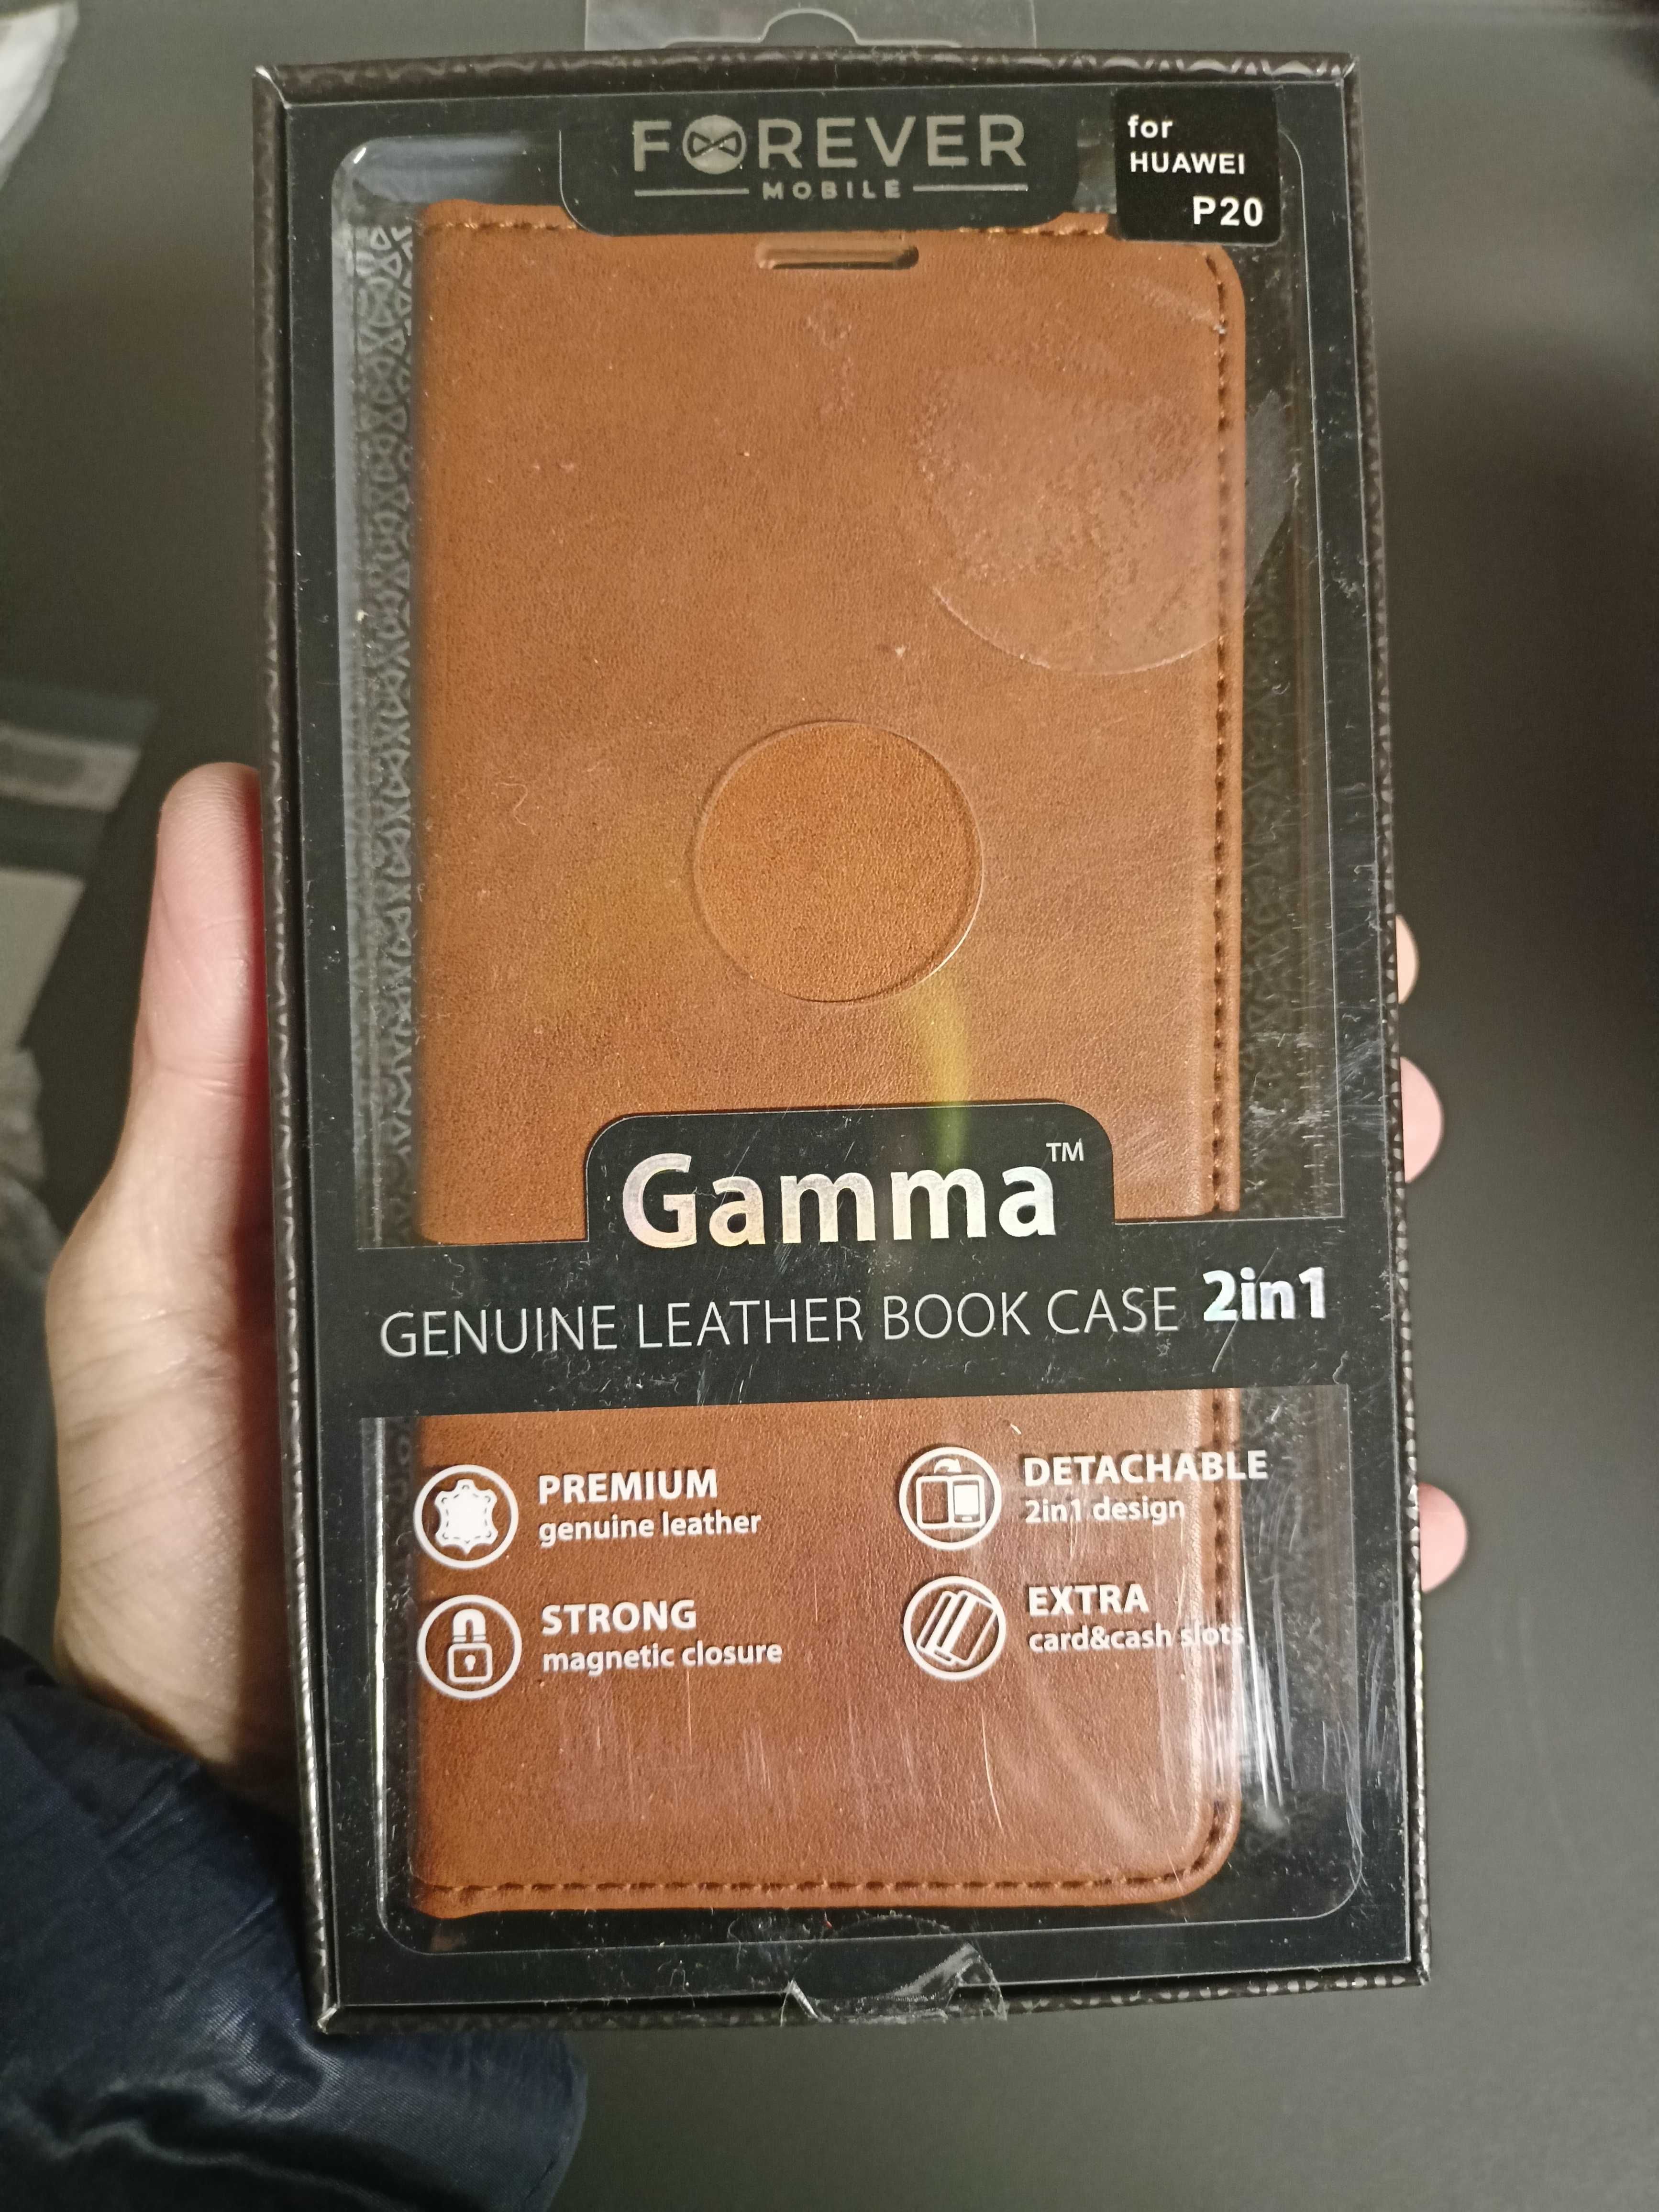 FOREVER
MOBILE
for
HUAWEI
P20
Gamma™
GENUINE LEATHER BOOK CASE 2in1
PREMIUM
genuine leather
DETACHABLE
2in1 design
STRONG
magnetic closure
EXTRA
card&cash slots